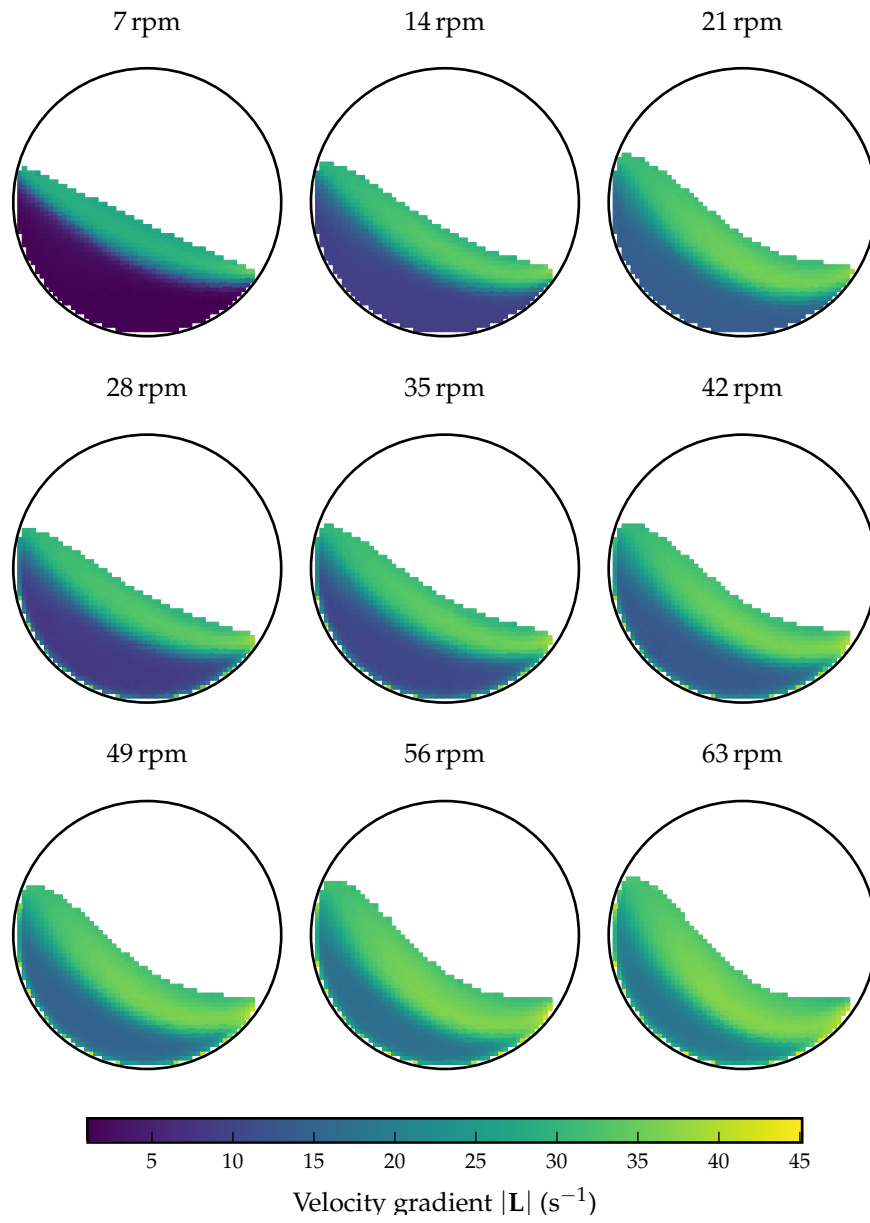 7 rpm 14 rpm 21 rpm
28 rpm 35 rpm 42 rpm
49 rpm 56 rpm 63 rpm
5 10 15 20 25 30 35 40 45
Velocity gradient |L| (s⁻¹)